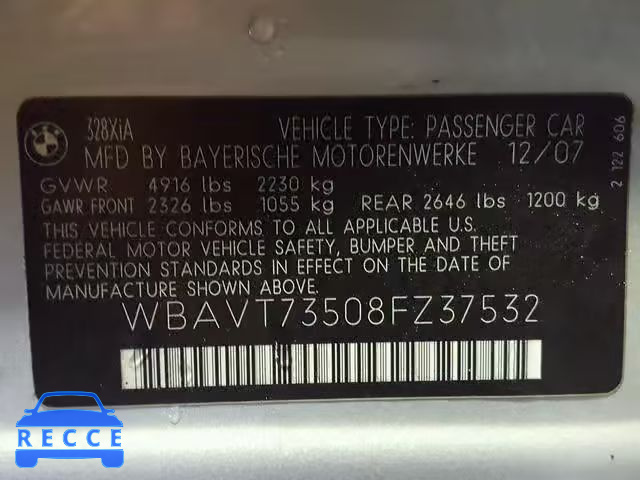 BMW
328XiA VEHICLE TYPE: PASSENGER CAR
MFD BY BAYERISCHE MOTORENWERKE 12/07
GVWR 4916 lbs 2230 kg
GAWR FRONT 2326 lbs 1055 kg REAR 2646 lbs 1200 kg
THIS VEHICLE CONFORMS TO ALL APPLICABLE U.S.
FEDERAL MOTOR VEHICLE SAFETY, BUMPER AND THEFT
PREVENTION STANDARDS IN EFFECT ON THE DATE OF
MANUFACTURE SHOWN ABOVE.
WBAVT73508FZ37532
2 122 606
RECCE